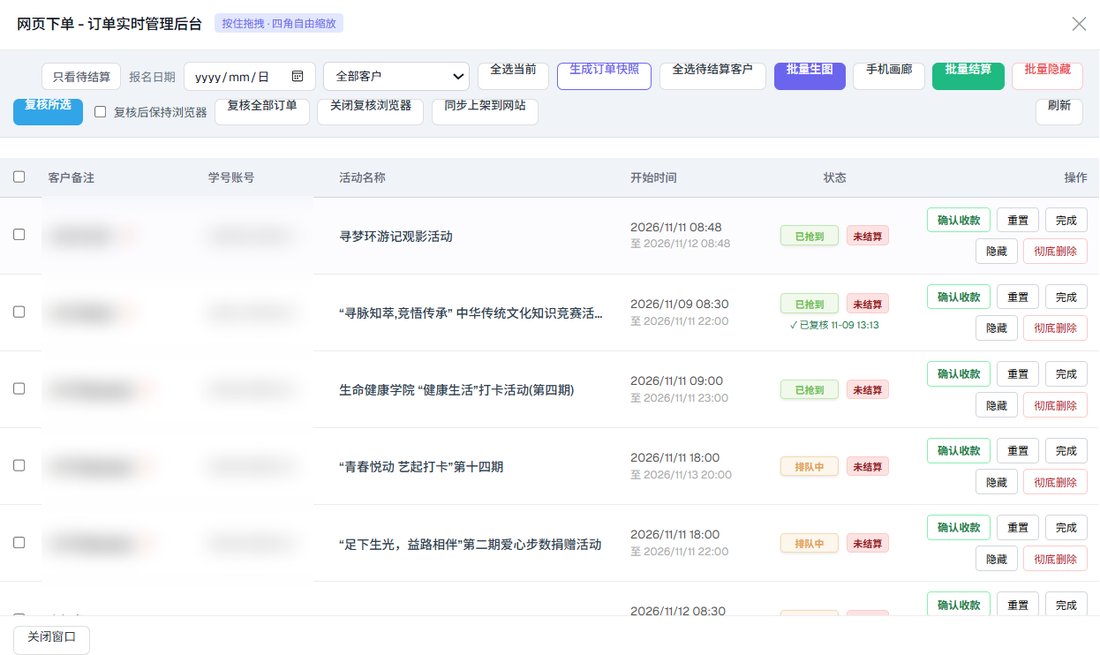 网页下单 - 订单实时管理后台 按住拖拽 · 四角自由缩放
只看待结算 报名日期 yyyy/mm/日 全部客户 全选当前 生成订单快照 全选待结算客户 批量生图 手机画廊 批量结算 批量隐藏
复核所选 复核后保持浏览器 复核全部订单 关闭复核浏览器 同步上架到网站 刷新
客户备注 学号账号 活动名称 开始时间 状态 操作
寻梦环游记观影活动 2026/11/11 08:48 已抢到 未结算 确认收款 重置 完成
至 2026/11/12 08:48 隐藏 彻底删除
“寻脉知萃,竞悟传承” 中华传统文化知识竞赛活... 2026/11/09 08:30 已抢到 未结算 确认收款 重置 完成
至 2026/11/11 22:00 ✓已复核 11-09 13:13 隐藏 彻底删除
生命健康学院 “健康生活”打卡活动(第四期) 2026/11/11 09:00 已抢到 未结算 确认收款 重置 完成
至 2026/11/11 23:00 隐藏 彻底删除
“青春悦动 艺起打卡”第十四期 2026/11/11 18:00 排队中 未结算 确认收款 重置 完成
至 2026/11/13 20:00 隐藏 彻底删除
“足下生光，益路相伴”第二期爱心步数捐赠活动 2026/11/11 18:00 排队中 未结算 确认收款 重置 完成
至 2026/11/11 22:00 隐藏 彻底删除
2026/11/12 08:30 确认收款 重置 完成
关闭窗口